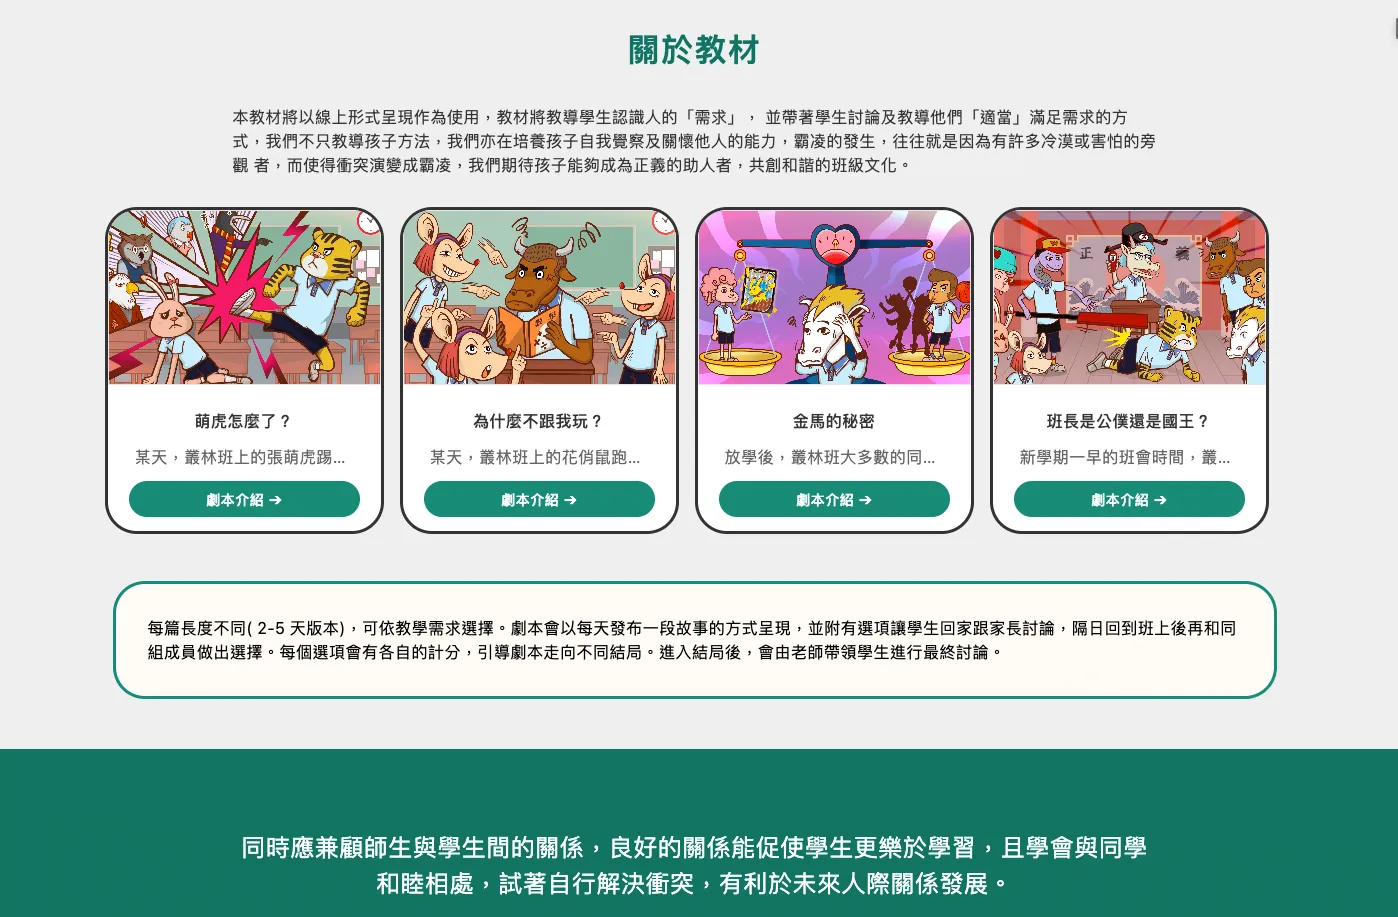 關於教材
本教材將以線上形式呈現作為使用，教材將教導學生認識人的「需求」， 並帶著學生討論及教導他們「適當」滿足需求的方
式，我們不只教導孩子方法，我們亦在培養孩子自我覺察及關懷他人的能力，霸凌的發生，往往就是因為有許多冷漠或害怕的旁
觀 者，而使得衝突演變成霸凌，我們期待孩子能夠成為正義的助人者，共創和諧的班級文化。
正 義
萌虎怎麼了？
某天，叢林班上的張萌虎踢...
劇本介紹 →
為什麼不跟我玩？
某天，叢林班上的花俏鼠跑...
劇本介紹 →
金馬的秘密
放學後，叢林班大多數的同...
劇本介紹 →
班長是公僕還是國王？
新學期一早的班會時間，叢...
劇本介紹 →
每篇長度不同( 2-5 天版本)，可依教學需求選擇。劇本會以每天發布一段故事的方式呈現，並附有選項讓學生回家跟家長討論，隔日回到班上後再和同
組成員做出選擇。每個選項會有各自的計分，引導劇本走向不同結局。進入結局後，會由老師帶領學生進行最終討論。
同時應兼顧師生與學生間的關係，良好的關係能促使學生更樂於學習，且學會與同學
和睦相處，試著自行解決衝突，有利於未來人際關係發展。